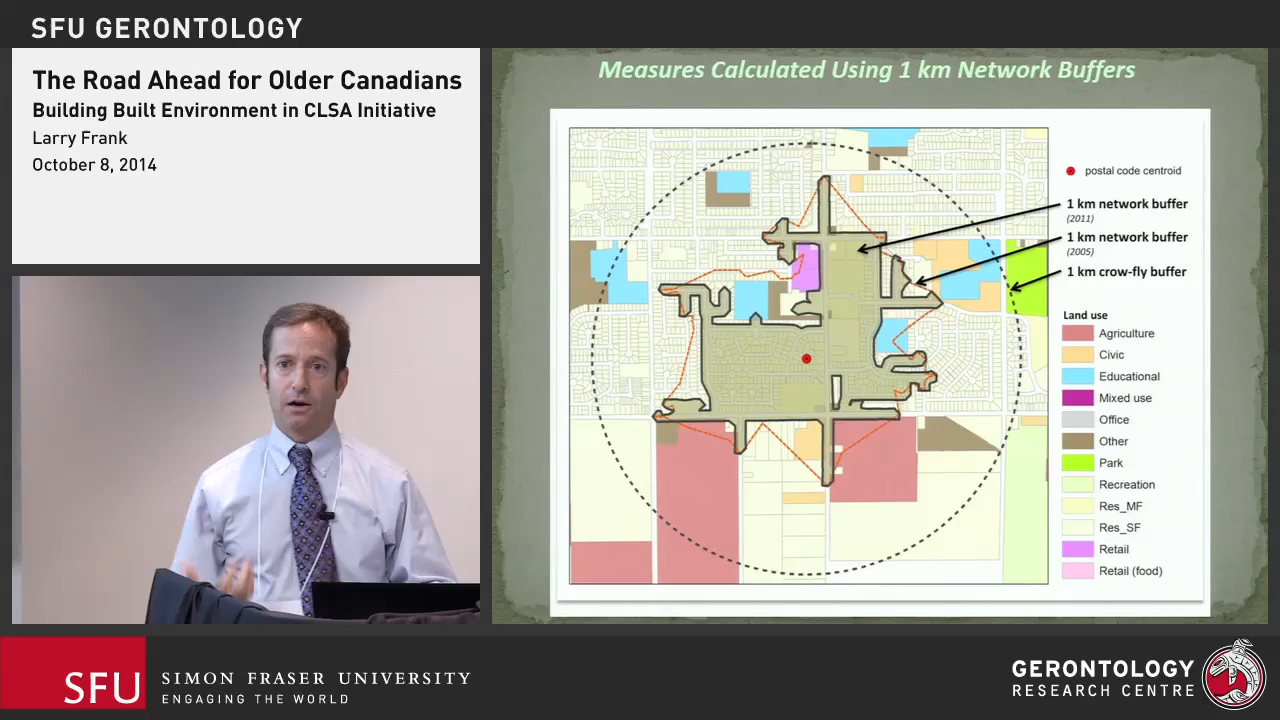 SFU GERONTOLOGY
The Road Ahead for Older Canadians
Building Built Environment in CLSA Initiative
Larry Frank
October 8, 2014
Measures Calculated Using 1 km Network Buffers
postal code centroid
1 km network buffer
(2011)
1 km network buffer
(2005)
1 km crow-fly buffer
Land use
Agriculture
Civic
Educational
Mixed use
Office
Other
Park
Recreation
Res_MF
Res_SF
Retail
Retail (food)
SFU
SIMON FRASER UNIVERSITY
ENGAGING THE WORLD
GERONTOLOGY
RESEARCH CENTRE